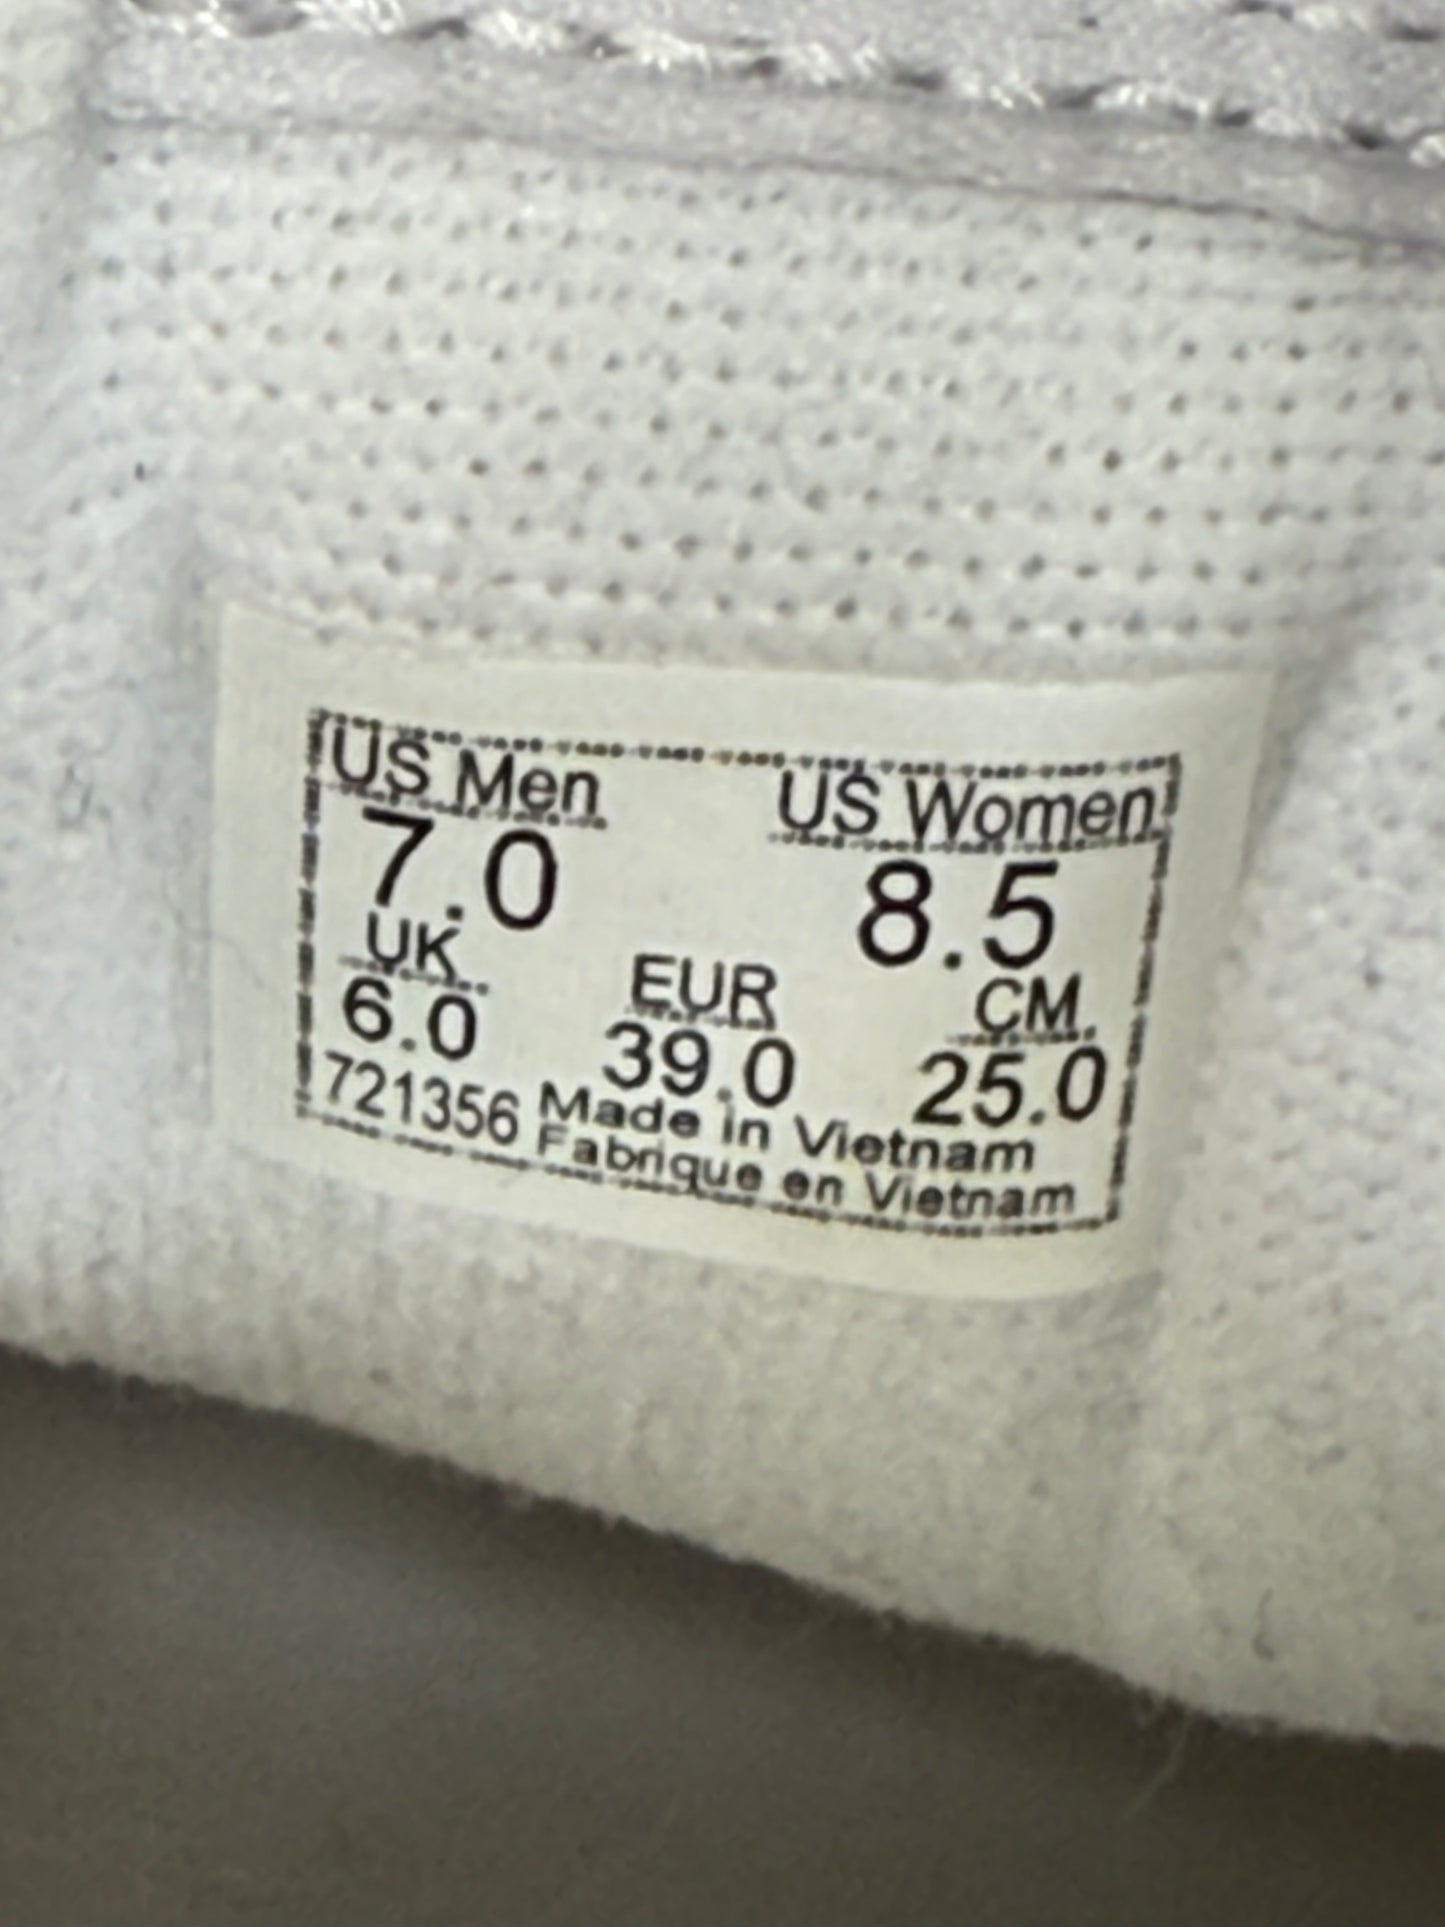 US Men US Women
7.0 8.5
UK EUR CM
6.0 39.0 25.0
721356 Made in Vietnam
Fabrique en Vietnam